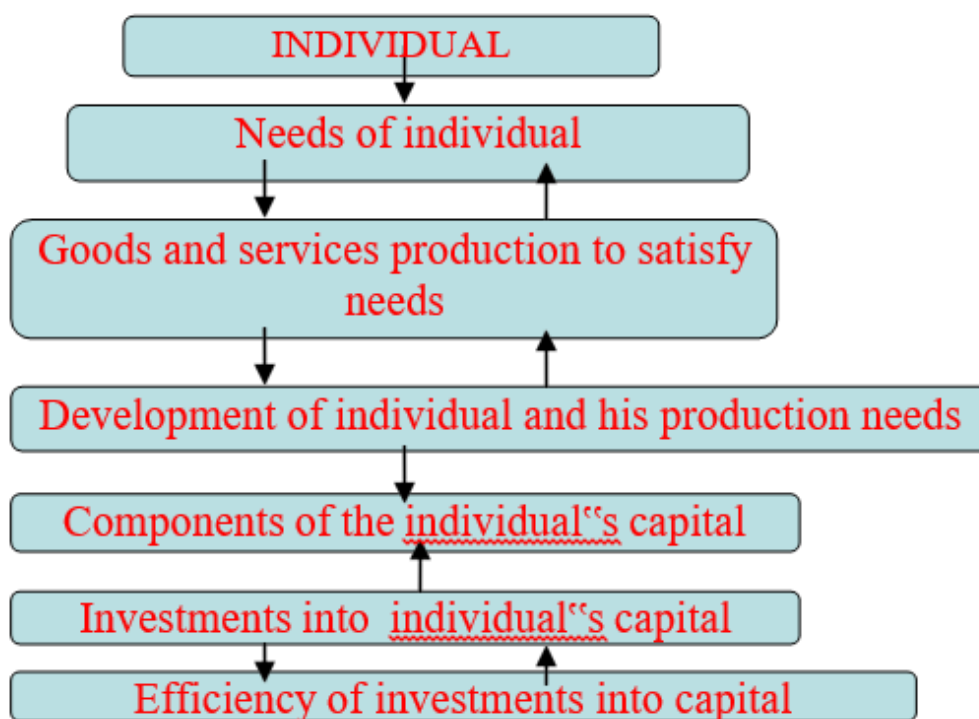 INDIVIDUAL
Needs of individual
Goods and services production to satisfy
needs
Development of individual and his production needs
Components of the individual‟s capital
Investments into individual‟s capital
Efficiency of investments into capital